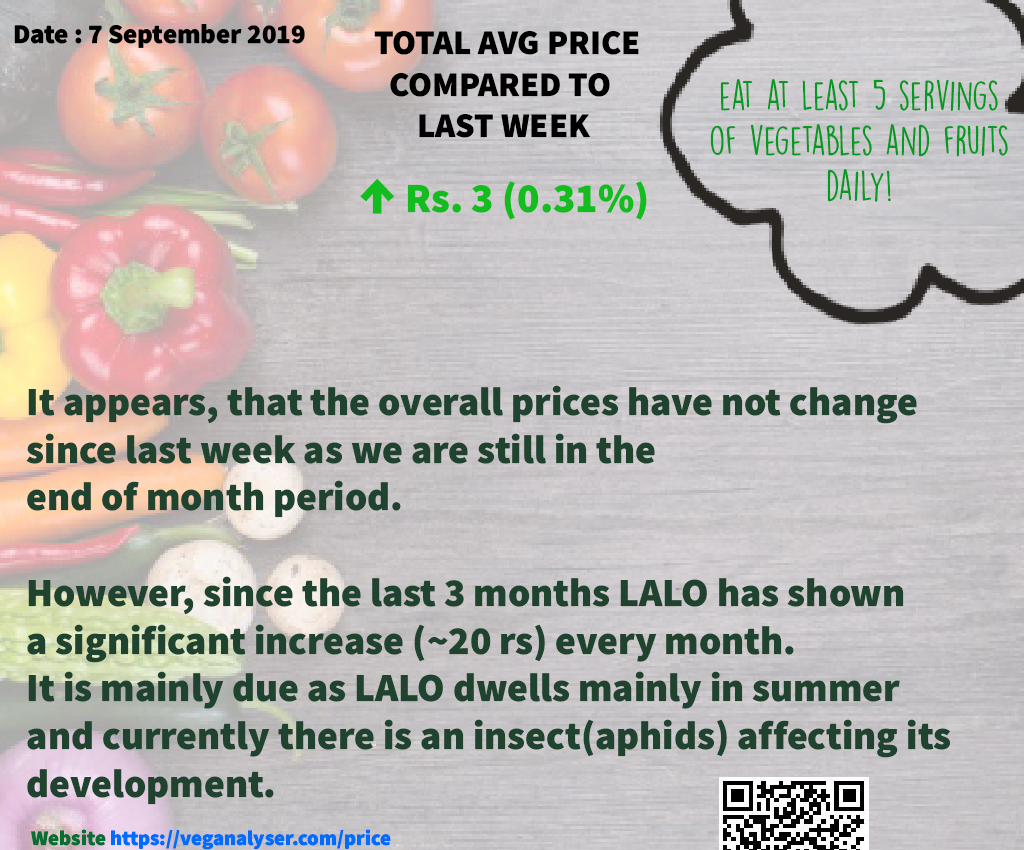 Date : 7 September 2019
TOTAL AVG PRICE
COMPARED TO
LAST WEEK
↑ Rs. 3 (0.31%)
EAT AT LEAST 5 SERVINGS
OF VEGETABLES AND FRUITS
DAILY!
It appears, that the overall prices have not change
since last week as we are still in the
end of month period.
However, since the last 3 months LALO has shown
a significant increase (~20 rs) every month.
It is mainly due as LALO dwells mainly in summer
and currently there is an insect(aphids) affecting its
development.
Website https://veganalyser.com/price